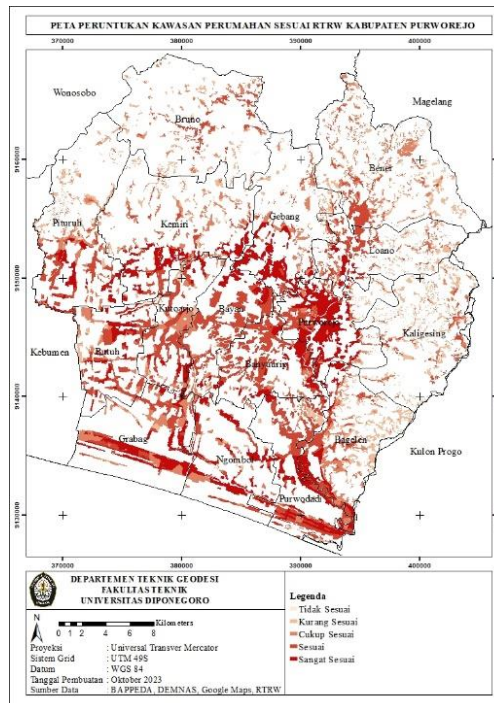 PETA PERUNTUKAN KAWASAN PERUMAHAN SESUAI RTRW KABUPATEN PURWOREJO
370000 380000 390000 400000
Wonosobo
Magelang
Bruno
9160000
Bener
Pituruh
Kemiri
Gebang
Loano
9150000
Kutoarjo
Bayan
Purworejo
Kaligesing
Kebumen
Butuh
Banyuurip
9140000
Grabag
Bagelen
Kulon Progo
Ngombol
Purwodadi
9130000
370000 380000 390000 400000
DEPARTEMEN TEKNIK GEODESI
FAKULTAS TEKNIK
UNIVERSITAS DIPONEGORO
N
0 1 2 4 6 8 Kilometers
Proyeksi : Universal Transver Mercator
Sistem Grid : UTM 49S
Datum : WGS 84
Tanggal Pembuatan : Oktober 2023
Sumber Data : BAPPEDA, DEMNAS, Google Maps, RTRW
Legenda
Tidak Sesuai
Kurang Sesuai
Cukup Sesuai
Sesuai
Sangat Sesuai